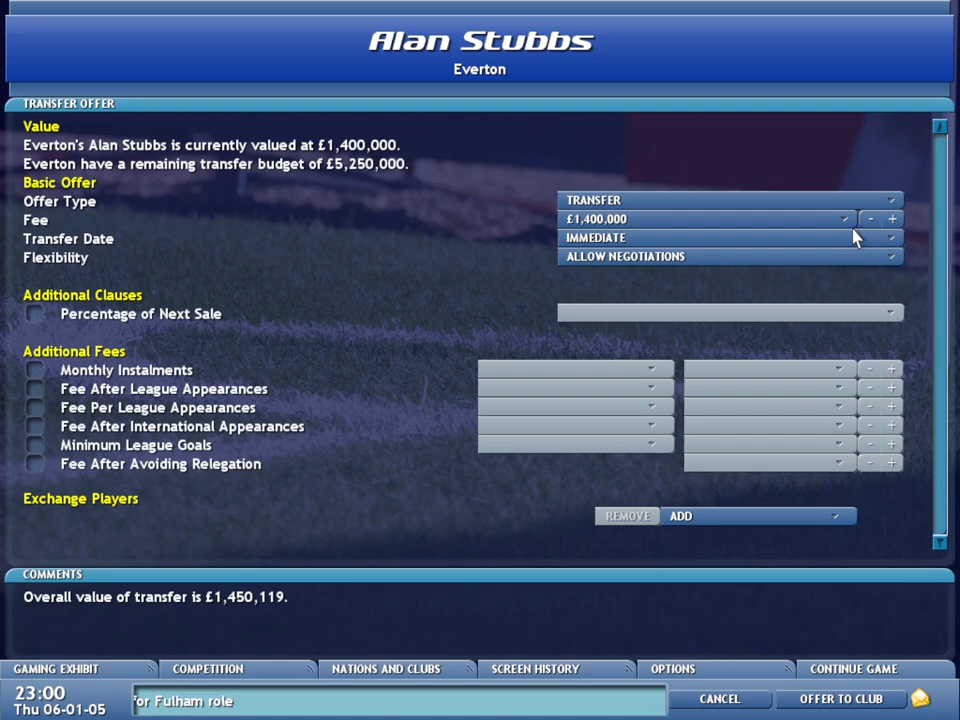 Alan Stubbs
Everton
TRANSFER OFFER
Value
Everton's Alan Stubbs is currently valued at £1,400,000.
Everton have a remaining transfer budget of £5,250,000.
Basic Offer
Offer Type TRANSFER
Fee £1,400,000 - +
Transfer Date IMMEDIATE
Flexibility ALLOW NEGOTIATIONS
Additional Clauses
Percentage of Next Sale
Additional Fees
Monthly Instalments - +
Fee After League Appearances - +
Fee Per League Appearances - +
Fee After International Appearances - +
Minimum League Goals - +
Fee After Avoiding Relegation - +
Exchange Players
REMOVE ADD
COMMENTS
Overall value of transfer is £1,450,119.
GAMING EXHIBIT COMPETITION NATIONS AND CLUBS SCREEN HISTORY OPTIONS CONTINUE GAME
23:00
Thu 06-01-05 for Fulham role CANCEL OFFER TO CLUB